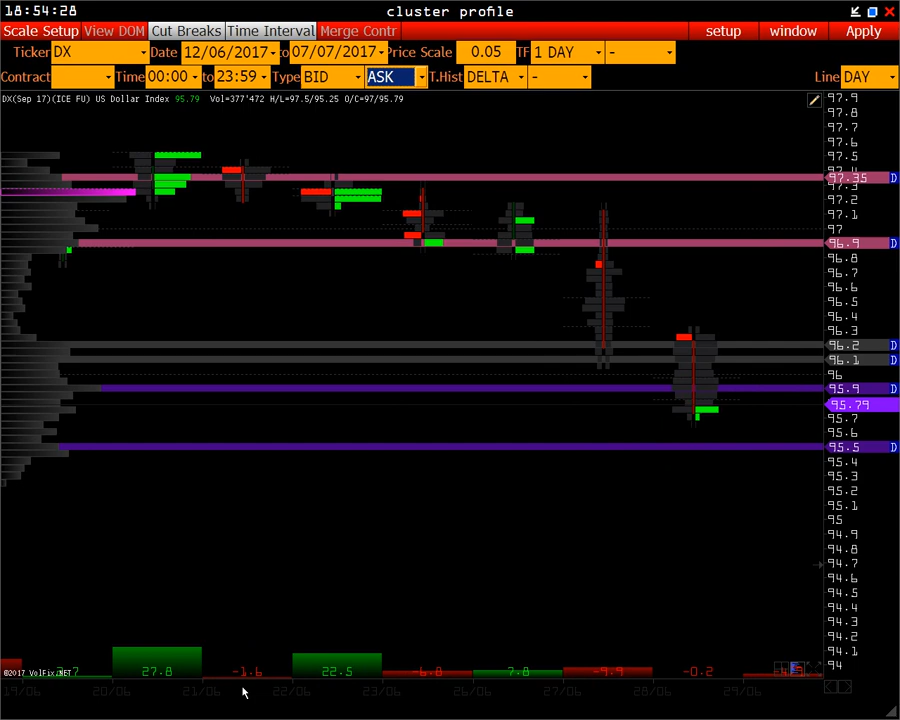 18:54:28 cluster profile
Scale Setup View DOM Cut Breaks Time Interval Merge Contr setup window Apply
Ticker DX Date 12/06/2017 to 07/07/2017 Price Scale 0.05 TF 1 DAY -
Contract Time 00:00 to 23:59 Type BID ASK T.Hist DELTA - Line DAY
DX(Sep 17)(ICE FU) US Dollar Index 95.79 Vol=377'472 H/L=97.5/95.25 O/C=97/95.79
97.9
97.8
97.7
97.6
97.5
97.35 D
97.3
97.2
97.1
97
96.9 D
96.8
96.7
96.6
96.5
96.4
96.3
96.2 D
96.1 D
96
95.9 D
95.79
95.7
95.6
95.5 D
95.4
95.3
95.2
95.1
95
94.9
94.8
94.7
94.6
94.5
94.4
94.3
94.2
94.1
94
©2017 VolFix.NET 27.8 -1.6 22.5 -6.8 7.8 -9.9 -0.2
19/06 20/06 21/06 22/06 23/06 26/06 27/06 28/06 29/06